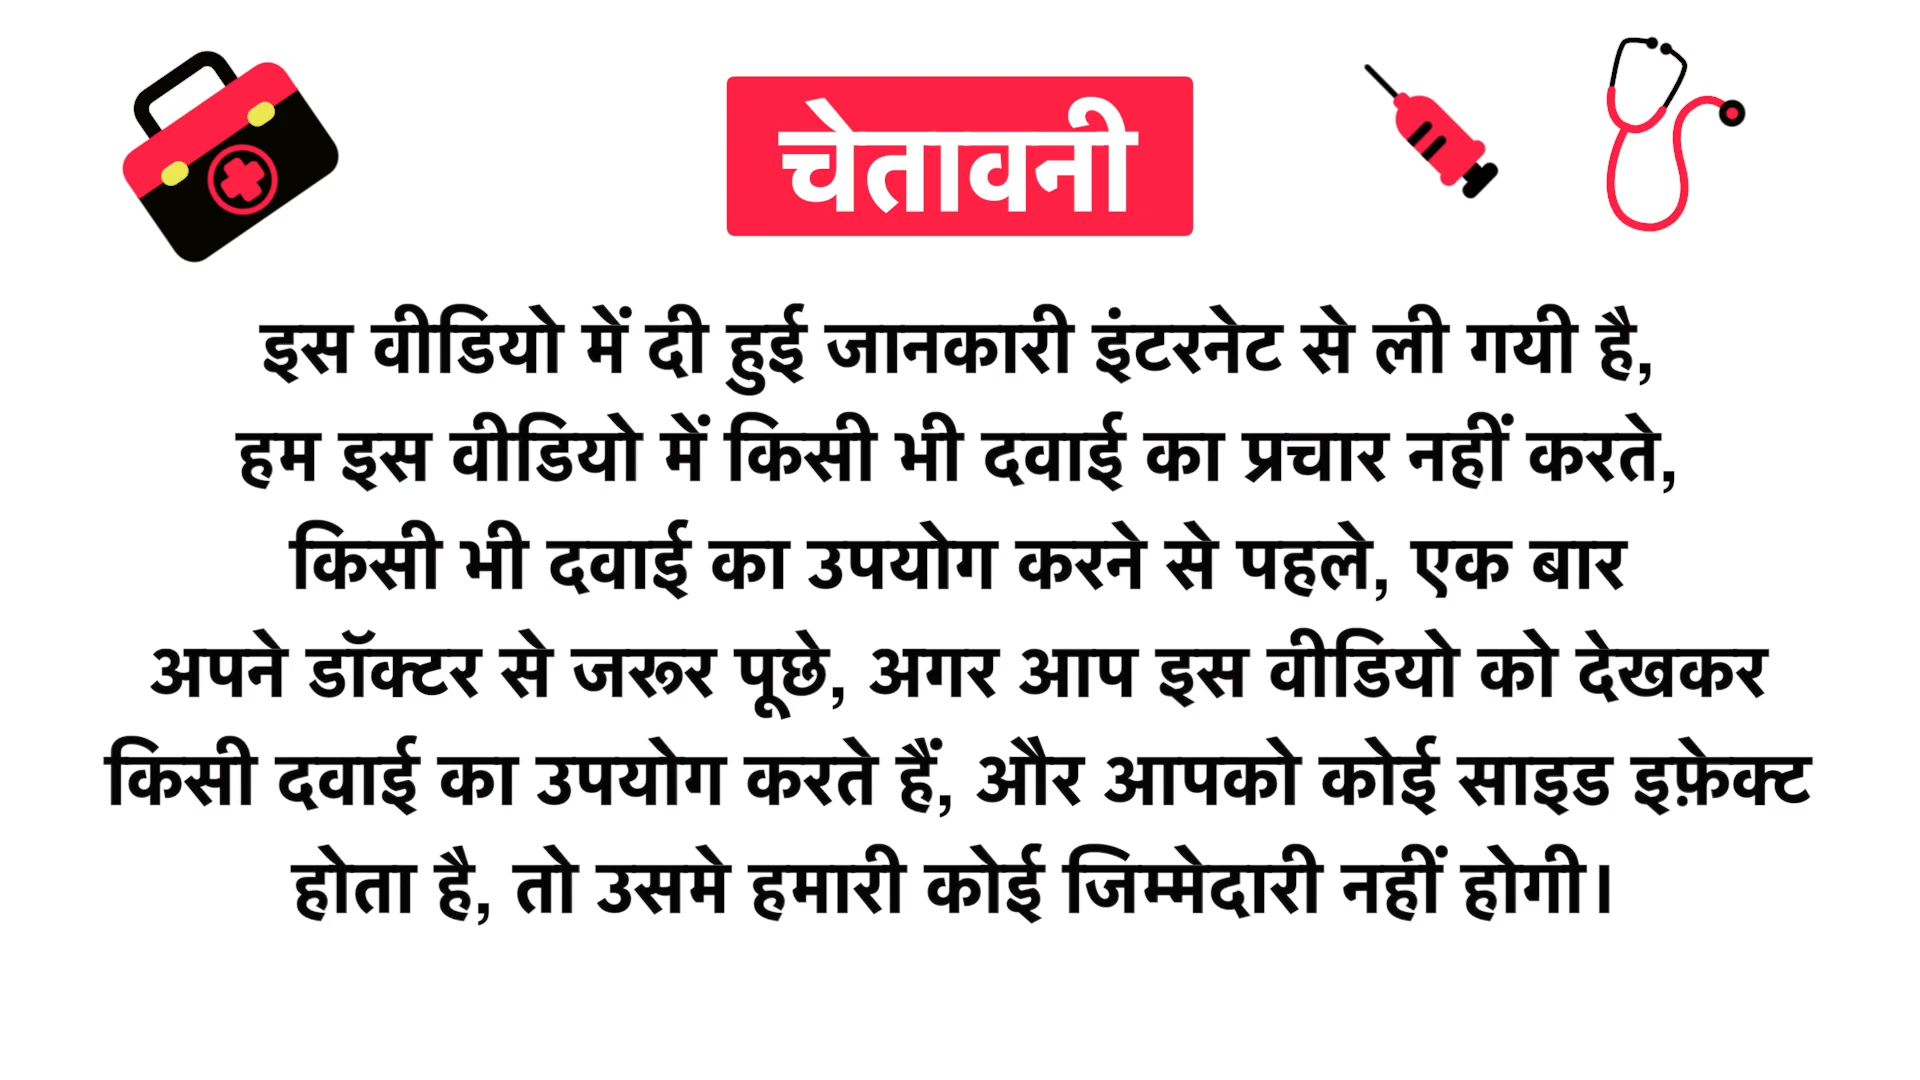 चेतावनी
इस वीडियो में दी हुई जानकारी इंटरनेट से ली गयी है,
हम इस वीडियो में किसी भी दवाई का प्रचार नहीं करते,
किसी भी दवाई का उपयोग करने से पहले, एक बार
अपने डॉक्टर से जरूर पूछे, अगर आप इस वीडियो को देखकर
किसी दवाई का उपयोग करते हैं, और आपको कोई साइड इफ़ेक्ट
होता है, तो उसमे हमारी कोई जिम्मेदारी नहीं होगी।